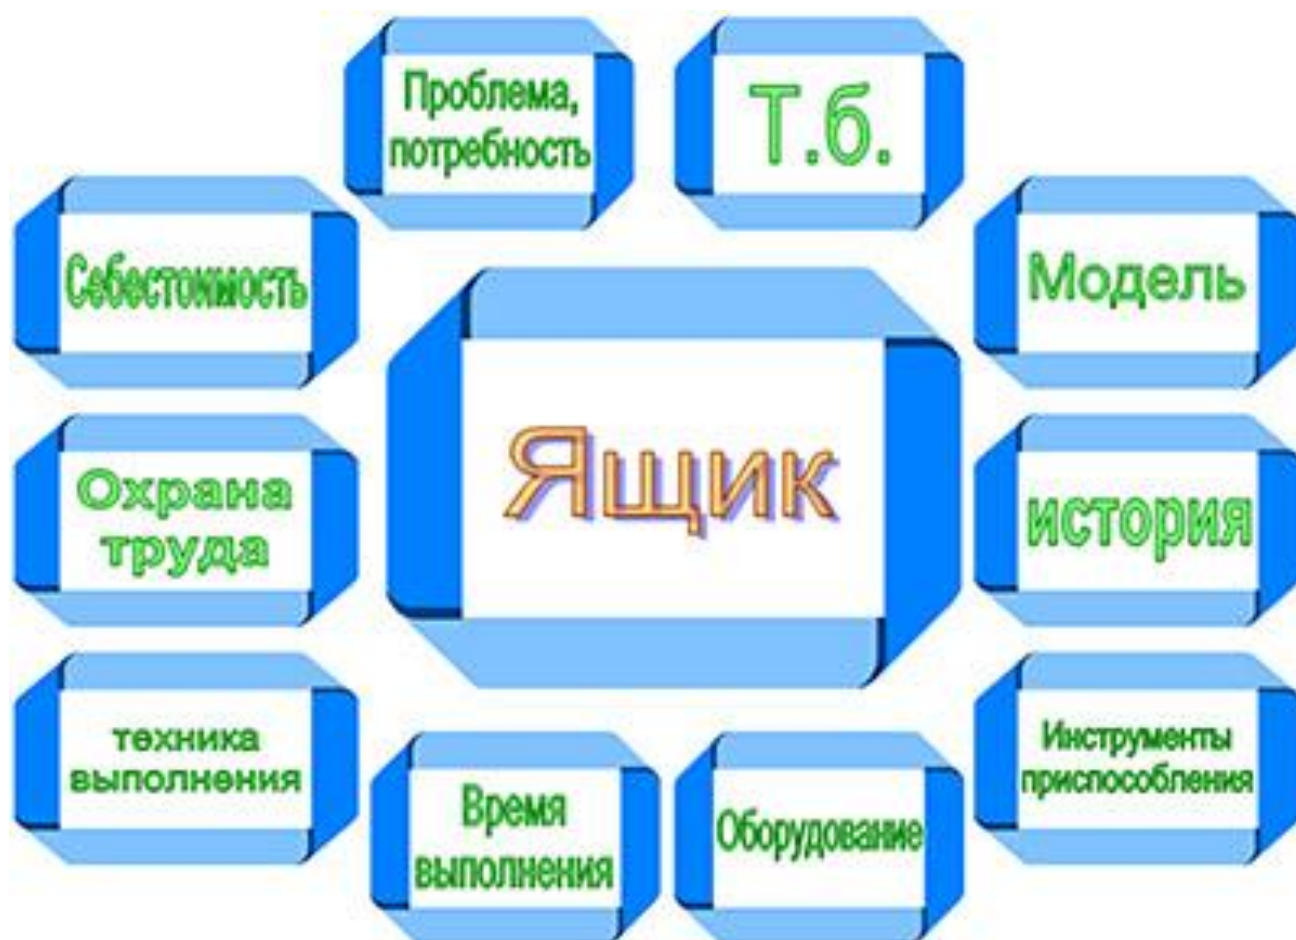 Проблема,
потребность
Т.б.
Себестоимость
Модель
Ящик
Охрана
труда
история
техника
выполнения
Инструменты
приспособления
Время
выполнения
Оборудование